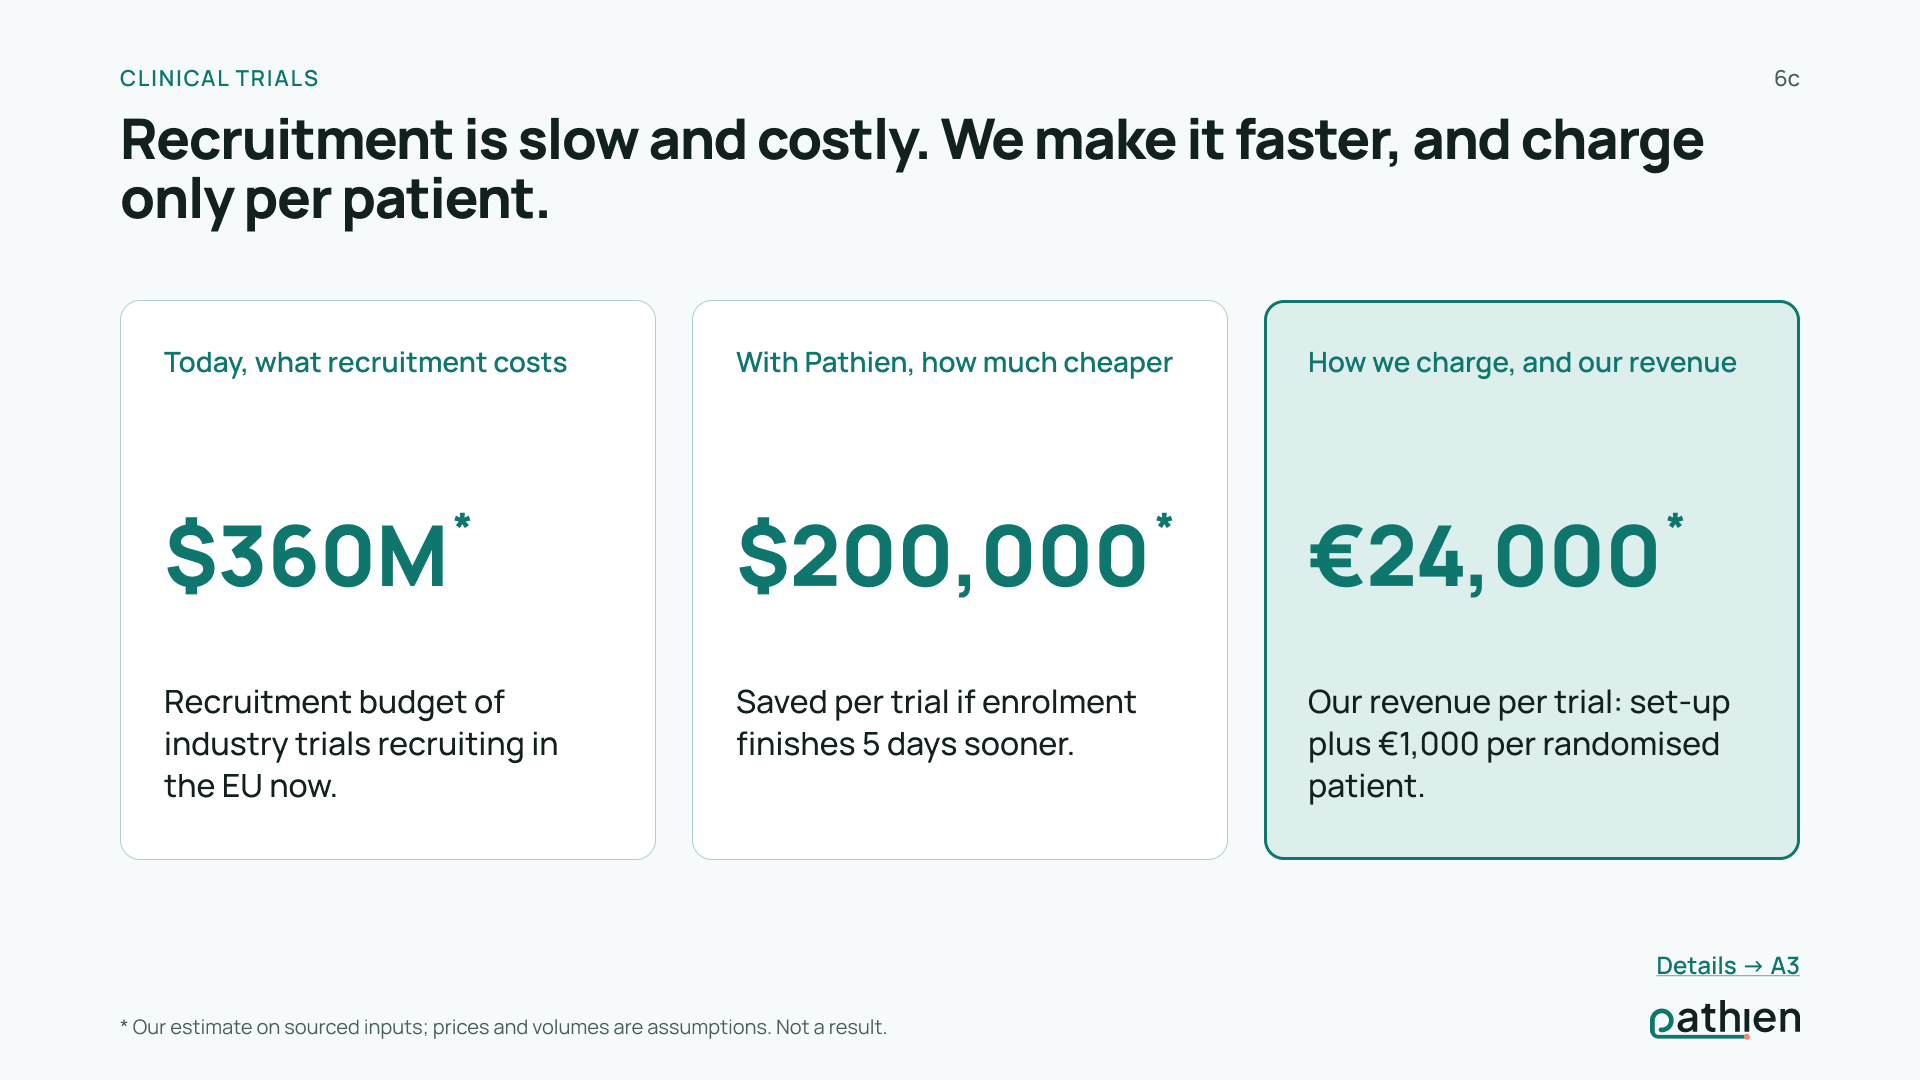 CLINICAL TRIALS
6c
Recruitment is slow and costly. We make it faster, and charge
only per patient.
Today, what recruitment costs
$360M*
Recruitment budget of
industry trials recruiting in
the EU now.
With Pathien, how much cheaper
$200,000*
Saved per trial if enrolment
finishes 5 days sooner.
How we charge, and our revenue
€24,000*
Our revenue per trial: set-up
plus €1,000 per randomised
patient.
Details → A3
* Our estimate on sourced inputs; prices and volumes are assumptions. Not a result.
pathien